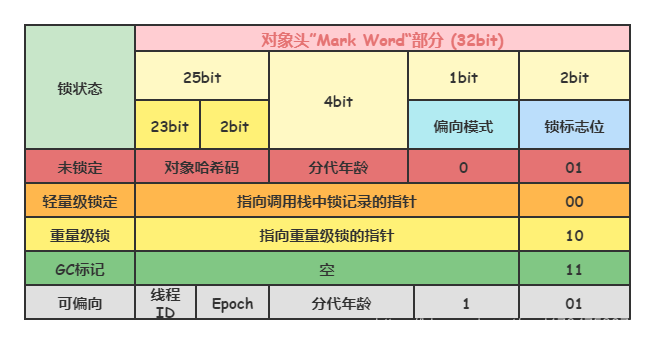 对象头"Mark Word"部分 (32bit)
锁状态
25bit
4bit
1bit
2bit
23bit
2bit
偏向模式
锁标志位
未锁定
对象哈希码
分代年龄
0
01
轻量级锁定
指向调用栈中锁记录的指针
00
重量级锁
指向重量级锁的指针
10
GC标记
空
11
可偏向
线程
ID
Epoch
分代年龄
1
01